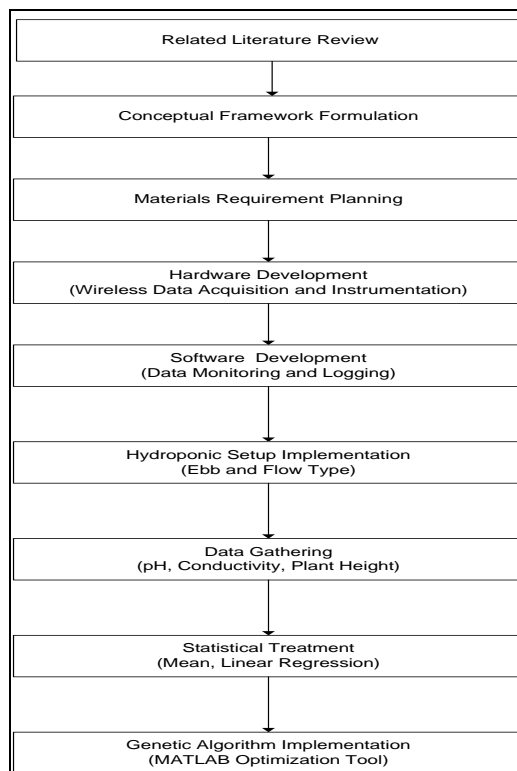 Related Literature Review
Conceptual Framework Formulation
Materials Requirement Planning
Hardware Development
(Wireless Data Acquisition and Instrumentation)
Software Development
(Data Monitoring and Logging)
Hydroponic Setup Implementation
(Ebb and Flow Type)
Data Gathering
(pH, Conductivity, Plant Height)
Statistical Treatment
(Mean, Linear Regression)
Genetic Algorithm Implementation
(MATLAB Optimization Tool)